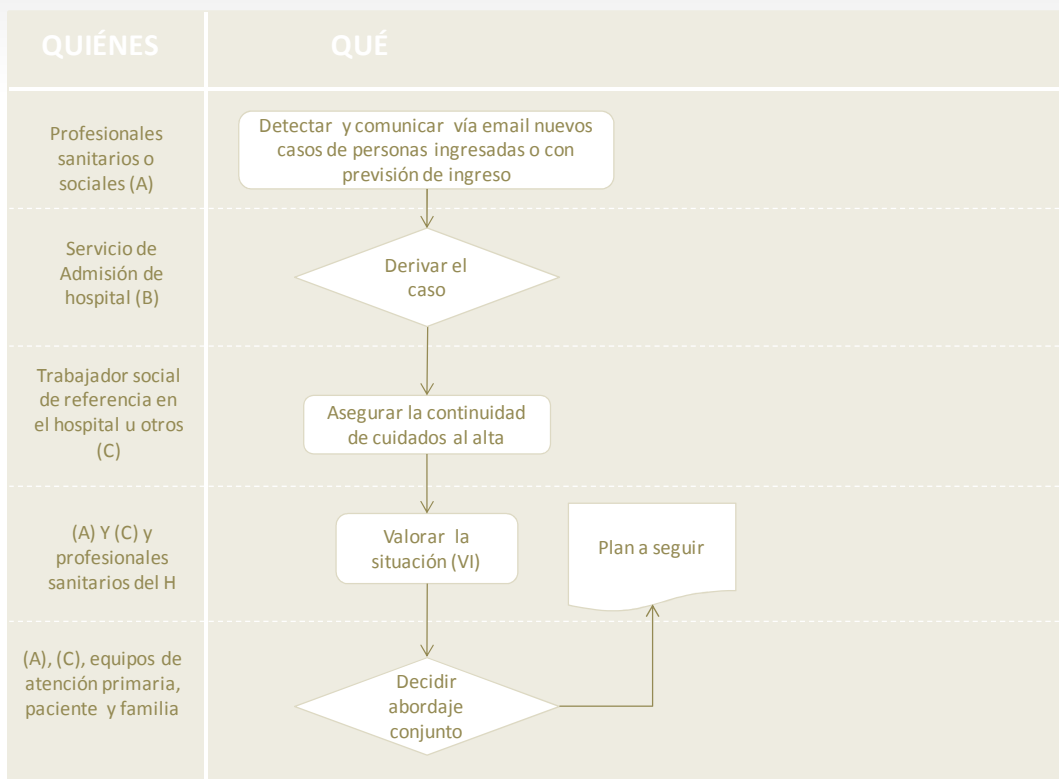 QUIÉNES
QUÉ
Profesionales
sanitarios o
sociales (A)
Detectar y comunicar vía email nuevos
casos de personas ingresadas o con
previsión de ingreso
Servicio de
Admisión de
hospital (B)
Derivar el
caso
Trabajador social
de referencia en
el hospital u otros
(C)
Asegurar la continuidad
de cuidados al alta
(A) Y (C) y
profesionales
sanitarios del H
Valorar la
situación (VI)
Plan a seguir
(A), (C), equipos de
atención primaria,
paciente y familia
Decidir
abordaje
conjunto